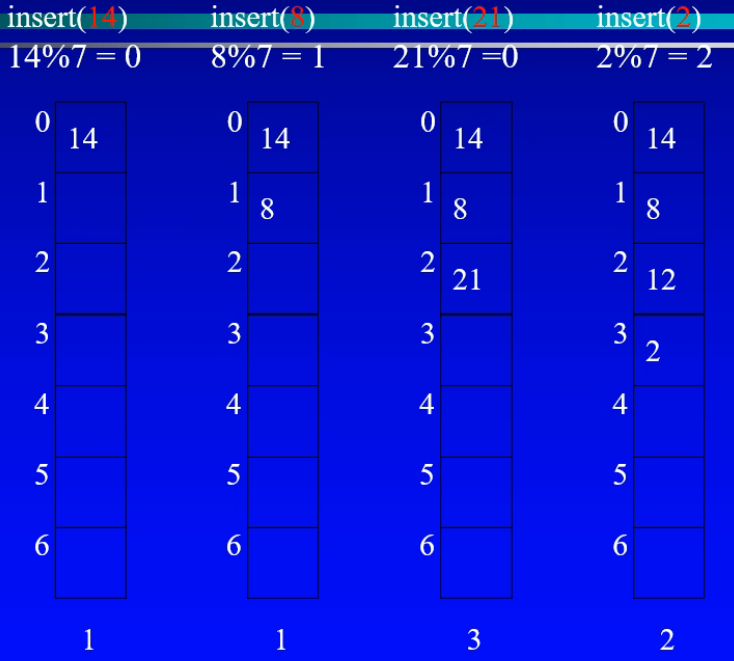 insert(14) insert(8) insert(21) insert(2)
14%7 = 0 8%7 = 1 21%7 =0 2%7 = 2
0 14 0 14 0 14 0 14
1 1 8 1 8 1 8
2 2 2 21 2 12
3 3 3 3 2
4 4 4 4
5 5 5 5
6 6 6 6
1 1 3 2